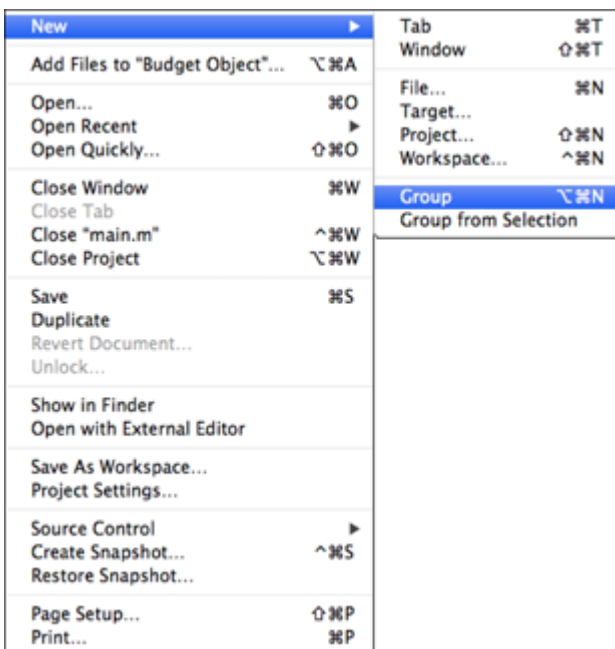 New
Add Files to "Budget Object"... ⌥⌘A
Open... ⌘O
Open Recent
Open Quickly... ⇧⌘O
Close Window ⌘W
Close Tab
Close "main.m" ^⌘W
Close Project ⌥⌘W
Save ⌘S
Duplicate
Revert Document...
Unlock...
Show in Finder
Open with External Editor
Save As Workspace...
Project Settings...
Source Control
Create Snapshot... ^⌘S
Restore Snapshot...
Page Setup... ⇧⌘P
Print... ⌘P
Tab ⌘T
Window ⇧⌘T
File... ⌘N
Target...
Project... ⇧⌘N
Workspace... ^⌘N
Group ⌥⌘N
Group from Selection